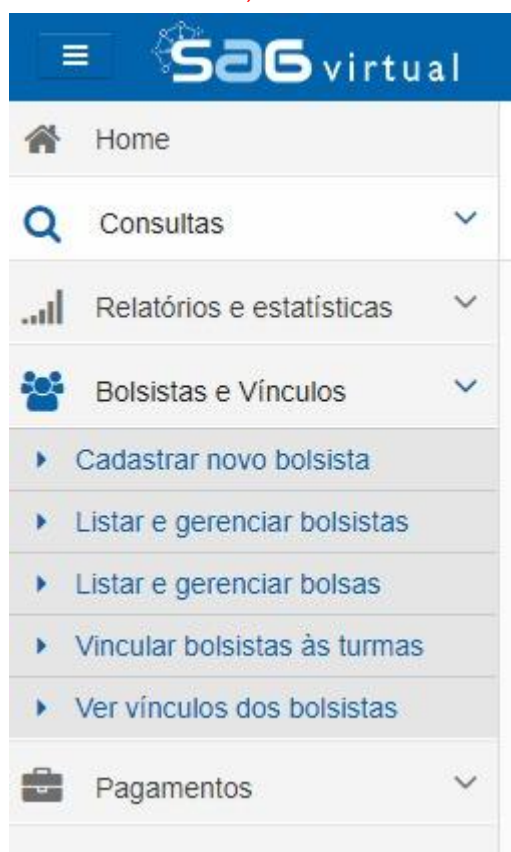 SAG virtual
Home
Consultas
Relatórios e estatísticas
Bolsistas e Vínculos
Cadastrar novo bolsista
Listar e gerenciar bolsistas
Listar e gerenciar bolsas
Vincular bolsistas às turmas
Ver vínculos dos bolsistas
Pagamentos